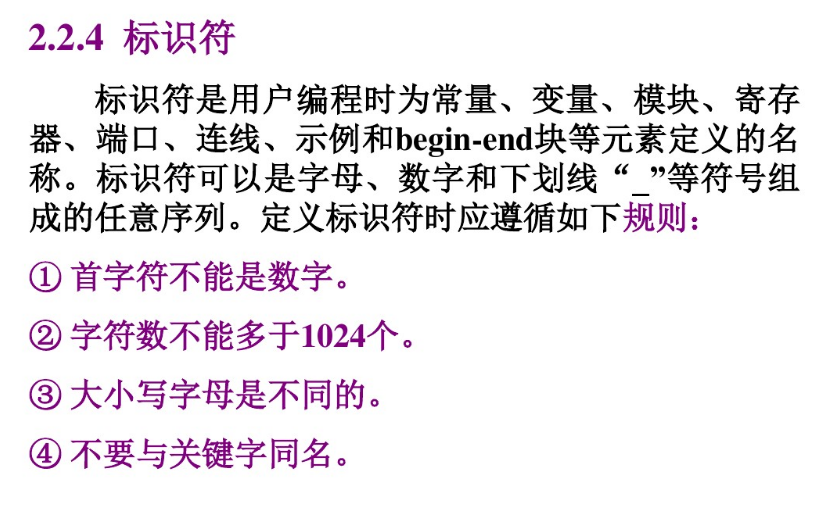 2.2.4 标识符
标识符是用户编程时为常量、变量、模块、寄存
器、端口、连线、示例和begin-end块等元素定义的名
称。标识符可以是字母、数字和下划线“_”等符号组
成的任意序列。定义标识符时应遵循如下规则：
① 首字符不能是数字。
② 字符数不能多于1024个。
③ 大小写字母是不同的。
④ 不要与关键字同名。